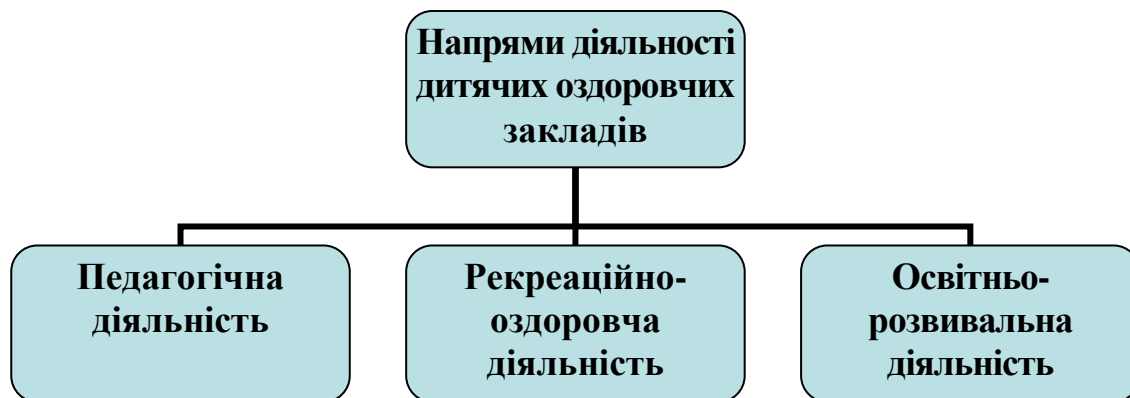 Напрями діяльності
дитячих оздоровчих
закладів
Педагогічна
діяльність
Рекреаційно-
оздоровча
діяльність
Освітньо-
розвивальна
діяльність